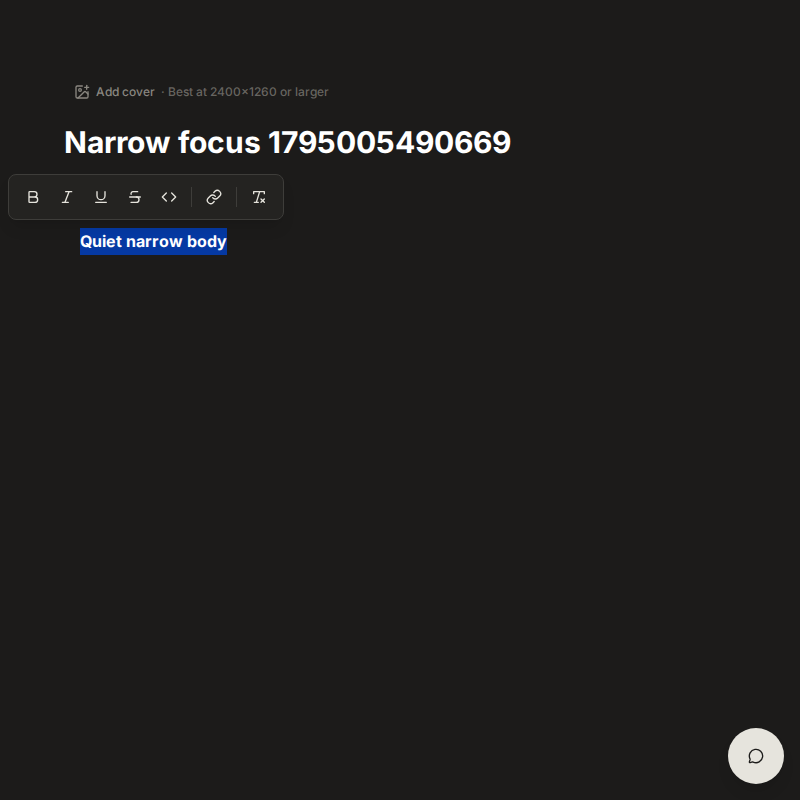 Add cover · Best at 2400×1260 or larger
Narrow focus 1795005490669
Quiet narrow body